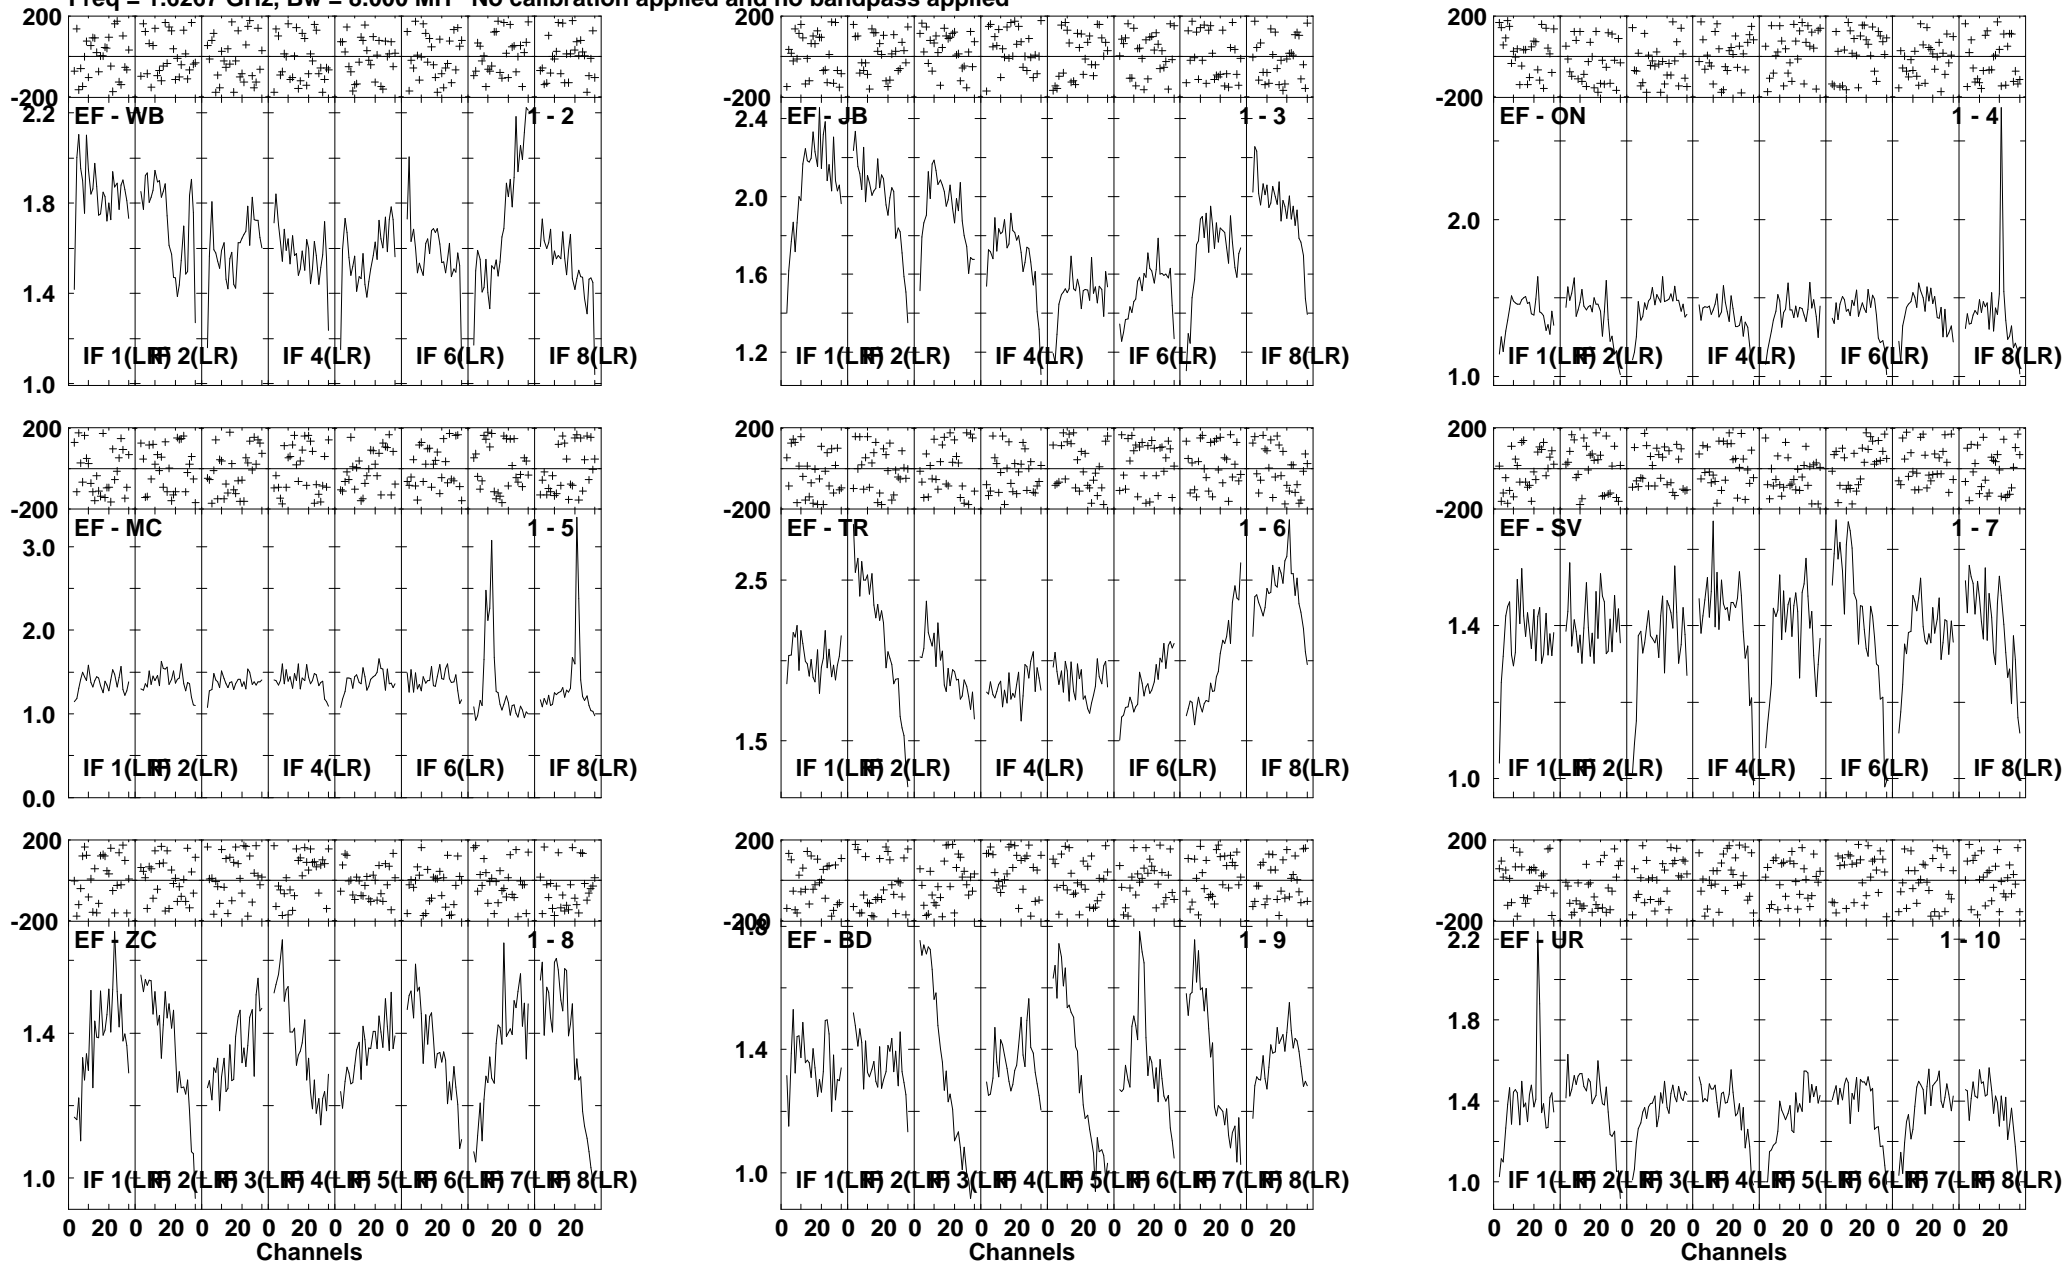 Freq = 1.6267 GHz, Bw = 8.000 MH No calibration applied and no bandpass applied
200
-200
EF - WB 1 - 2
2.2
1.8
1.4
1.0
IF 1(LR) IF 2(LR) IF 4(LR) IF 6(LR) IF 8(LR)
200
-200
EF - JB 1 - 3
2.4
2.0
1.6
1.2
IF 1(LR) IF 2(LR) IF 4(LR) IF 6(LR) IF 8(LR)
200
-200
EF - ON 1 - 4
2.0
1.0
IF 1(LR) IF 2(LR) IF 4(LR) IF 6(LR) IF 8(LR)
200
-200
EF - MC 1 - 5
3.0
2.0
1.0
0.0
IF 1(LR) IF 2(LR) IF 4(LR) IF 6(LR) IF 8(LR)
200
-200
EF - TR 1 - 6
2.5
1.5
IF 1(LR) IF 2(LR) IF 4(LR) IF 6(LR) IF 8(LR)
200
-200
EF - SV 1 - 7
1.4
1.0
IF 1(LR) IF 2(LR) IF 4(LR) IF 6(LR) IF 8(LR)
200
-200
EF - ZC 1 - 8
1.4
1.0
IF 1(LR) IF 2(LR) IF 3(LR) IF 4(LR) IF 5(LR) IF 6(LR) IF 7(LR) IF 8(LR)
0 20 0 20 0 20 0 20 0 20 0 20 0 20 0 20
Channels
200
-200
1.8
EF - BD 1 - 9
1.4
1.0
IF 1(LR) IF 2(LR) IF 3(LR) IF 4(LR) IF 5(LR) IF 6(LR) IF 7(LR) IF 8(LR)
0 20 0 20 0 20 0 20 0 20 0 20 0 20 0 20
Channels
200
-200
EF - UR 1 - 10
2.2
1.8
1.4
1.0
IF 1(LR) IF 2(LR) IF 3(LR) IF 4(LR) IF 5(LR) IF 6(LR) IF 7(LR) IF 8(LR)
0 20 0 20 0 20 0 20 0 20 0 20 0 20 0 20
Channels